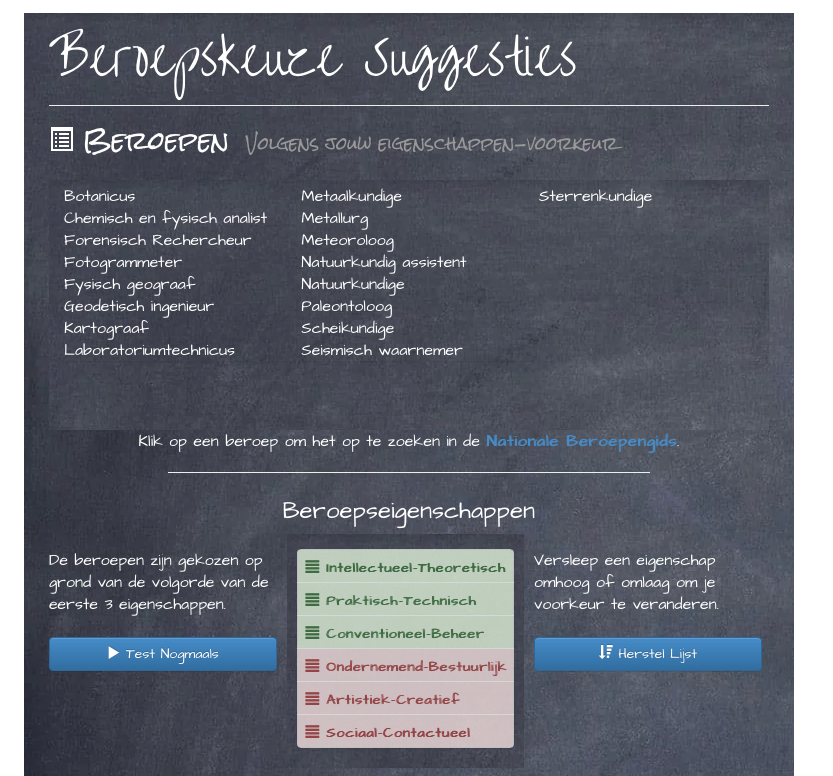 Beroepskeuze suggesties
Beroepen Volgens jouw eigenschappen-voorkeur
Botanicus
Chemisch en fysisch analist
Forensisch Rechercheur
Fotogrammeter
Fysisch geograaf
Geodetisch ingenieur
Kartograaf
Laboratoriumtechnicus
Metaalkundige
Metallurg
Meteoroloog
Natuurkundig assistent
Natuurkundige
Paleontoloog
Scheikundige
Seismisch waarnemer
Sterrenkundige
Klik op een beroep om het op te zoeken in de Nationale Beroepengids.
Beroepseigenschappen
De beroepen zijn gekozen op
grond van de volgorde van de
eerste 3 eigenschappen.
Test Nogmaals
Intellectueel-Theoretisch
Praktisch-Technisch
Conventioneel-Beheer
Ondernemend-Bestuurlijk
Artistiek-Creatief
Sociaal-Contactueel
Versleep een eigenschap
omhoog of omlaag om je
voorkeur te veranderen.
Herstel Lijst